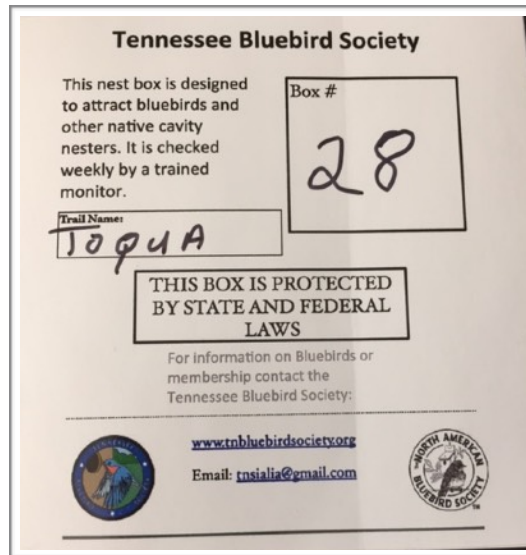 Tennessee Bluebird Society
This nest box is designed
to attract bluebirds and
other native cavity
nesters. It is checked
weekly by a trained
monitor.
Box #
28
Trail Name:
TOQUA
THIS BOX IS PROTECTED
BY STATE AND FEDERAL
LAWS
For information on Bluebirds or
membership contact the
Tennessee Bluebird Society:
www.tnbluebirdsociety.org
Email: tnsialia@gmail.com
NORTH AMERICAN
BLUEBIRD SOCIETY